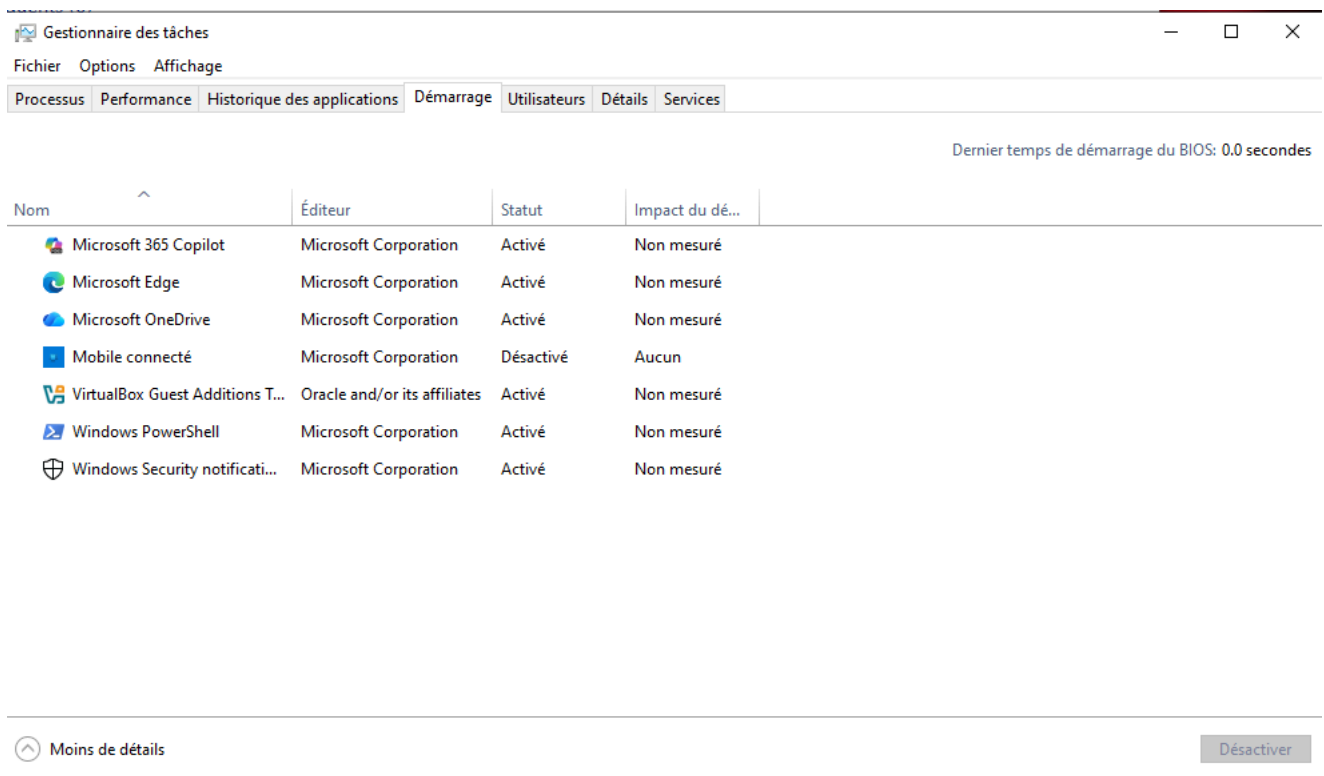 Gestionnaire des tâches
Fichier Options Affichage
Processus Performance Historique des applications Démarrage Utilisateurs Détails Services
Dernier temps de démarrage du BIOS: 0.0 secondes
Nom Éditeur Statut Impact du dé...
Microsoft 365 Copilot Microsoft Corporation Activé Non mesuré
Microsoft Edge Microsoft Corporation Activé Non mesuré
Microsoft OneDrive Microsoft Corporation Activé Non mesuré
Mobile connecté Microsoft Corporation Désactivé Aucun
VirtualBox Guest Additions T... Oracle and/or its affiliates Activé Non mesuré
Windows PowerShell Microsoft Corporation Activé Non mesuré
Windows Security notificati... Microsoft Corporation Activé Non mesuré
Moins de détails Désactiver